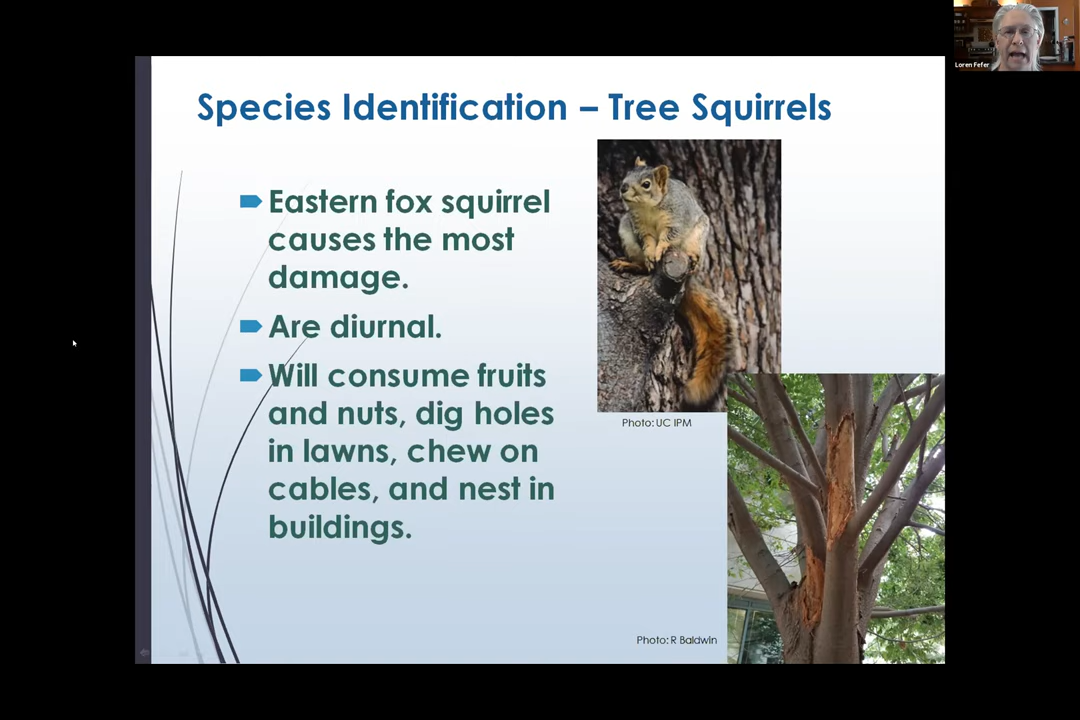 Loren Fefer
Species Identification – Tree Squirrels
Eastern fox squirrel
causes the most
damage.
Are diurnal.
Will consume fruits
and nuts, dig holes
in lawns, chew on
cables, and nest in
buildings.
Photo: UC IPM
Photo: R Baldwin